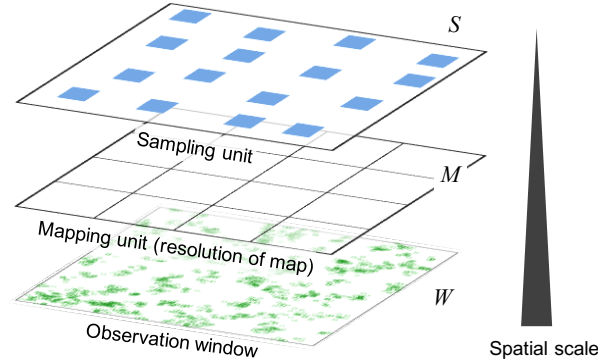 S
Sampling unit
M
Mapping unit (resolution of map)
W
Observation window
Spatial scale